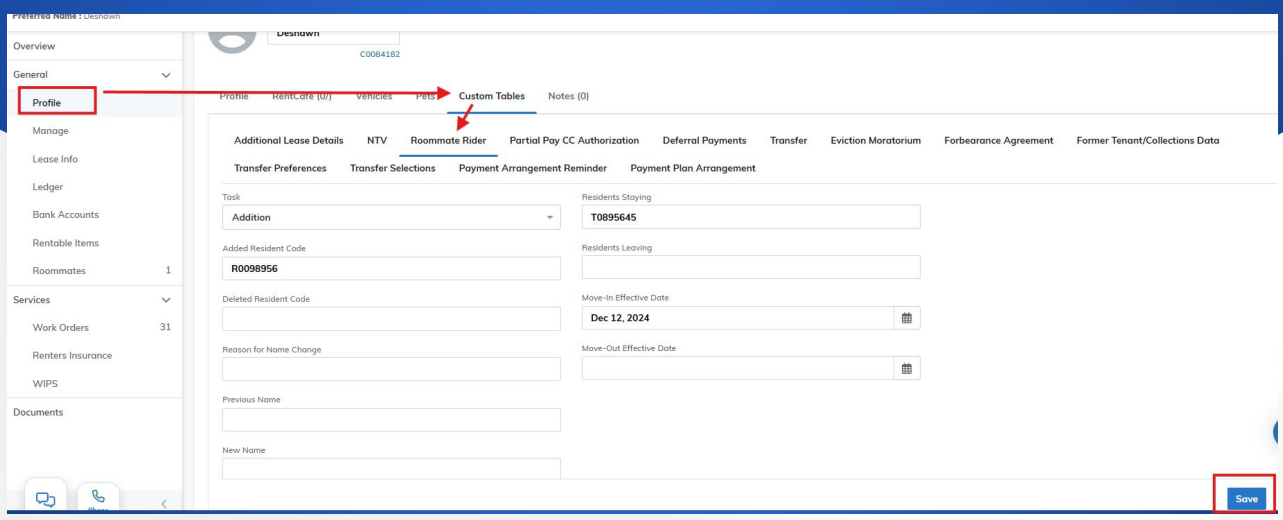 Preferred Name : Deshawn
Overview
General
Profile
Manage
Lease Info
Ledger
Bank Accounts
Rentable Items
Roommates 1
Services
Work Orders 31
Renters Insurance
WIPS
Documents
Phone
Deshawn
C0084182
Profile RentCafe (0/) Vehicles Pets Custom Tables Notes (0)
Additional Lease Details NTV Roommate Rider Partial Pay CC Authorization Deferral Payments Transfer Eviction Moratorium Forbearance Agreement Former Tenant/Collections Data
Transfer Preferences Transfer Selections Payment Arrangement Reminder Payment Plan Arrangement
Task
Addition
Added Resident Code
R0098956
Deleted Resident Code
Reason for Name Change
Previous Name
New Name
Residents Staying
T0895645
Residents Leaving
Move-In Effective Date
Dec 12, 2024
Move-Out Effective Date
Save